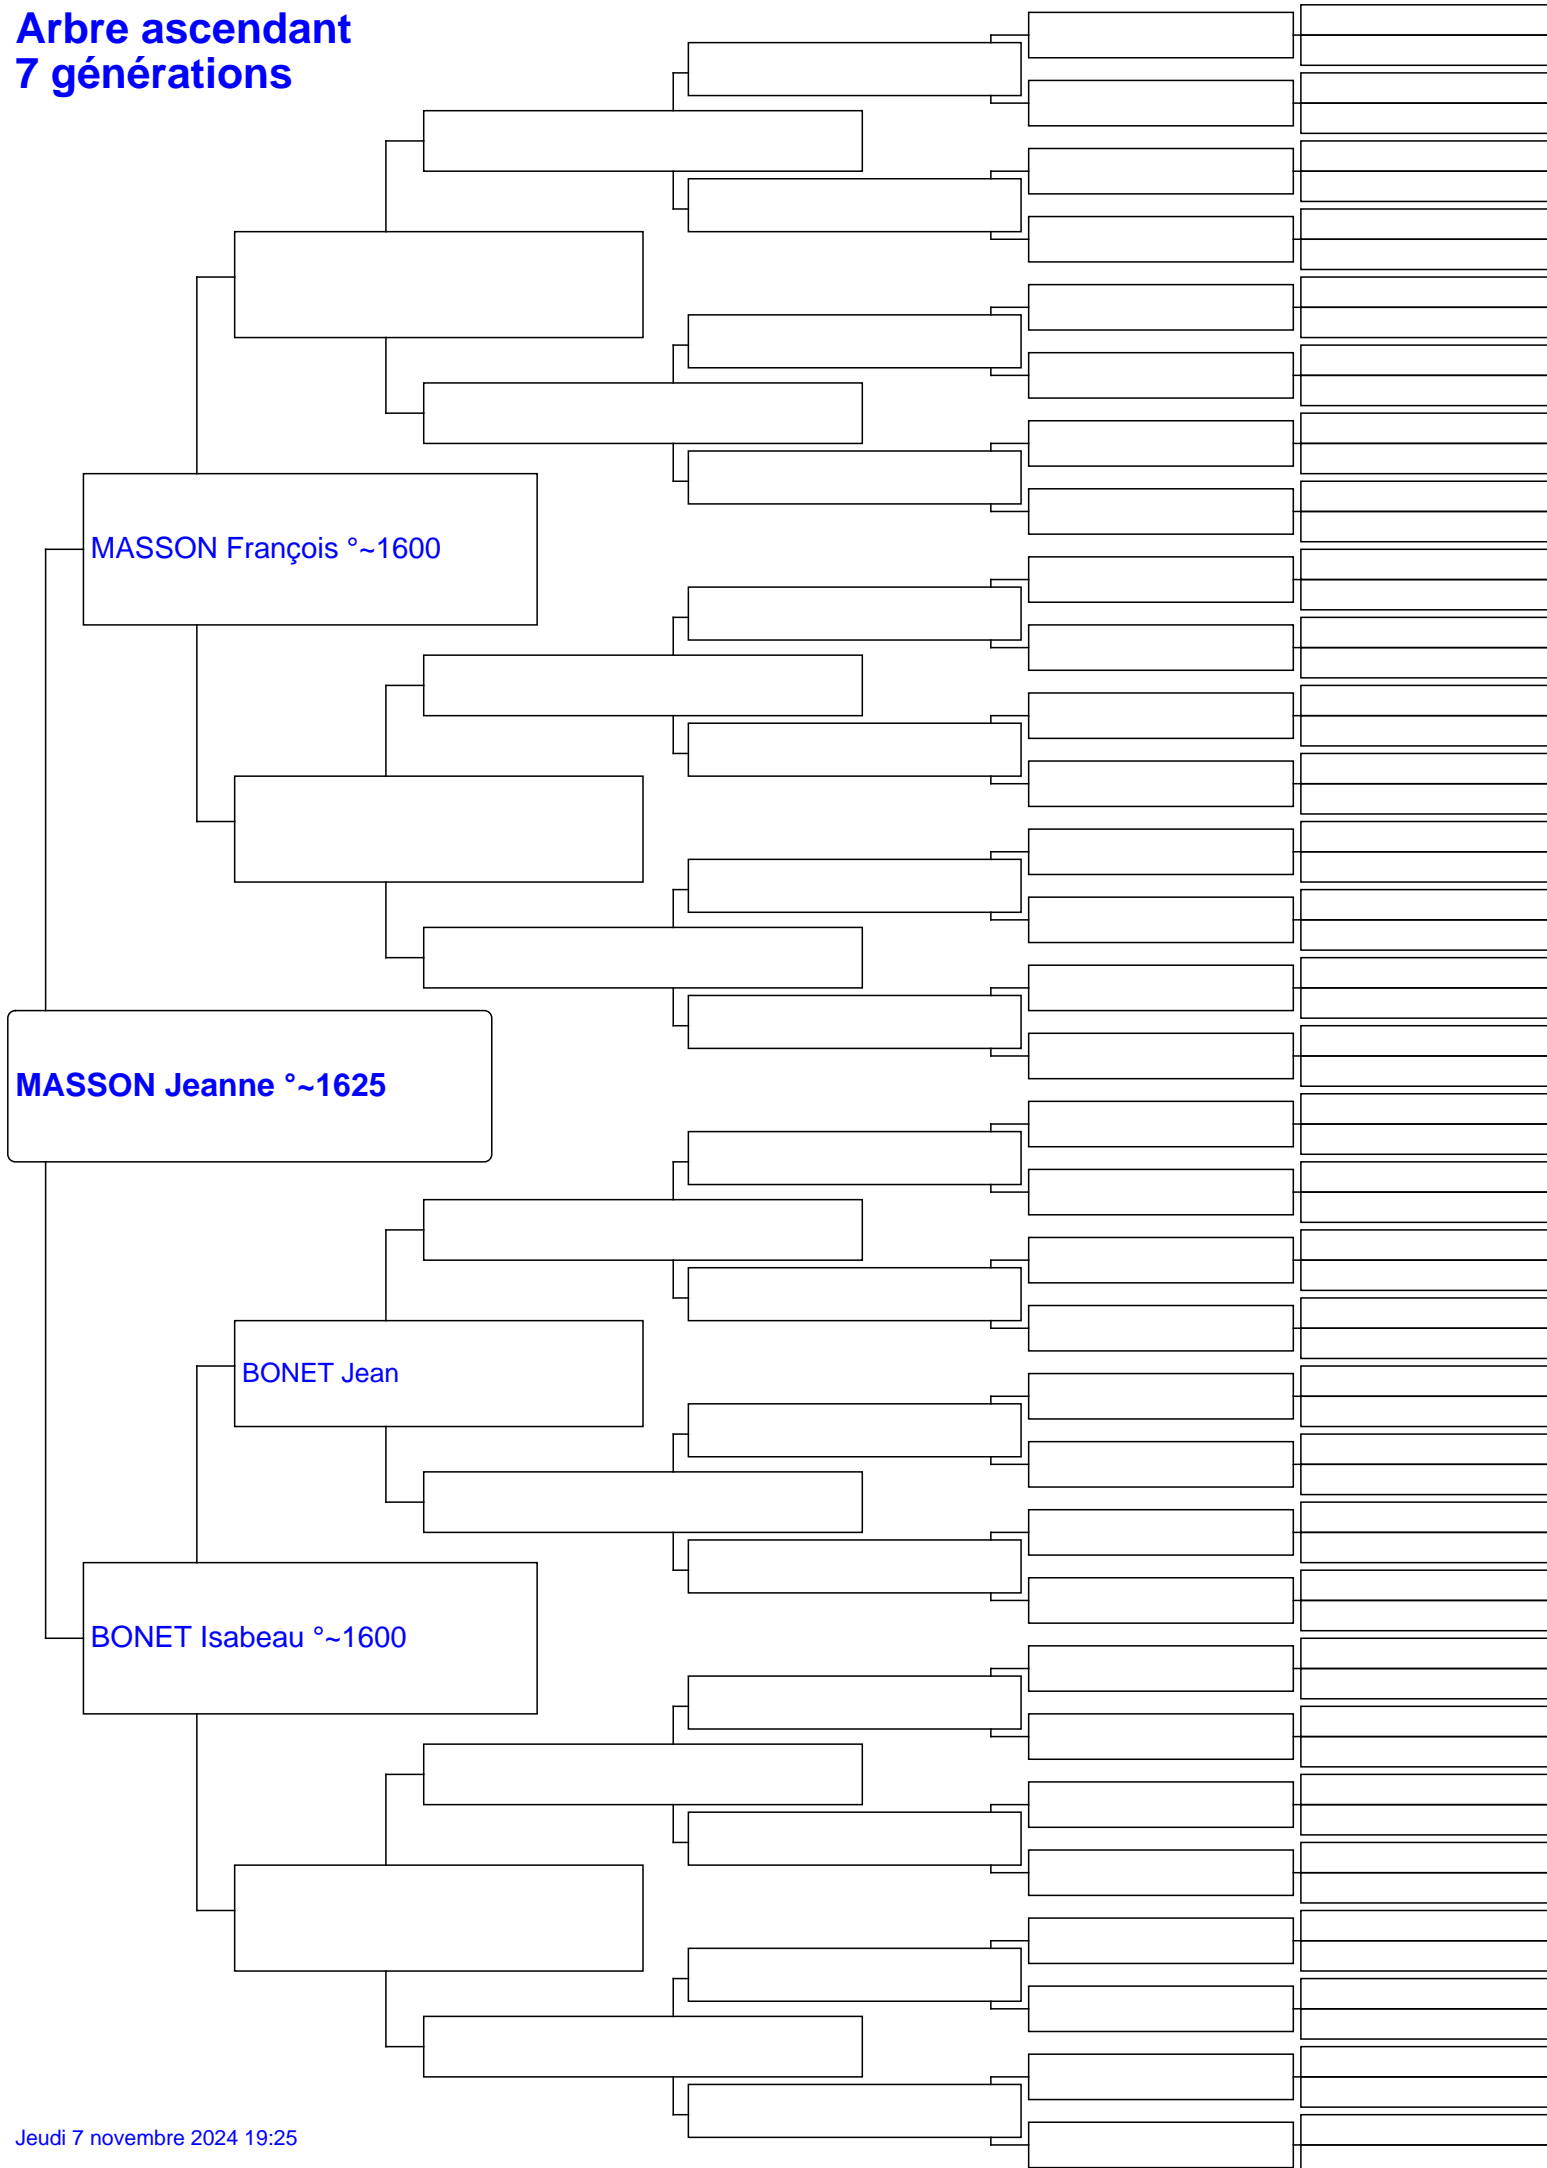 Arbre ascendant
7 générations
MASSON François °~1600
MASSON Jeanne °~1625
BONET Jean
BONET Isabeau °~1600
Jeudi 7 novembre 2024 19:25